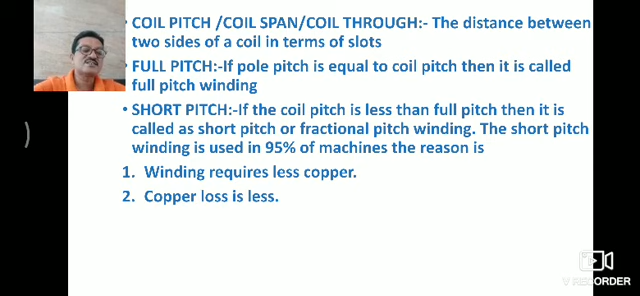 • COIL PITCH /COIL SPAN/COIL THROUGH:- The distance between
two sides of a coil in terms of slots
• FULL PITCH:-If pole pitch is equal to coil pitch then it is called
full pitch winding
• SHORT PITCH:-If the coil pitch is less than full pitch then it is
called as short pitch or fractional pitch winding. The short pitch
winding is used in 95% of machines the reason is
1. Winding requires less copper.
2. Copper loss is less.
V RECORDER